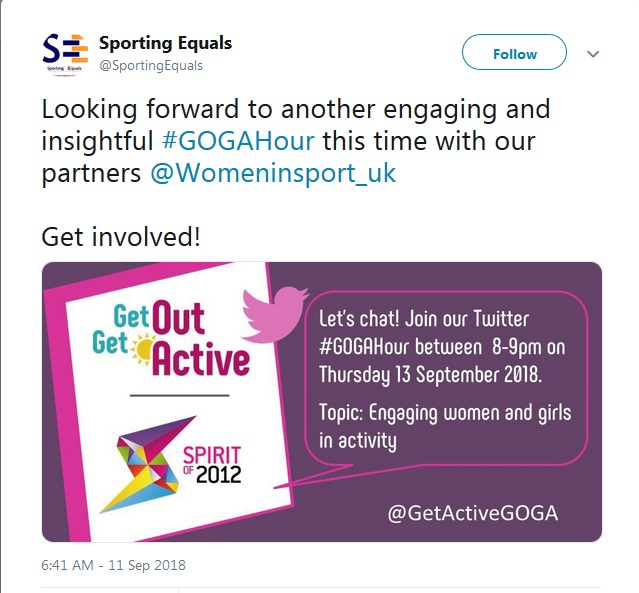 Sporting Equals
@SportingEquals
Follow
Looking forward to another engaging and
insightful #GOGAHour this time with our
partners @Womeninsport_uk
Get involved!
Get Out
Get Active
SPIRIT
OF 2012
Let's chat! Join our Twitter
#GOGAHour between 8-9pm on
Thursday 13 September 2018.
Topic: Engaging women and girls
in activity
@GetActiveGOGA
6:41 AM - 11 Sep 2018